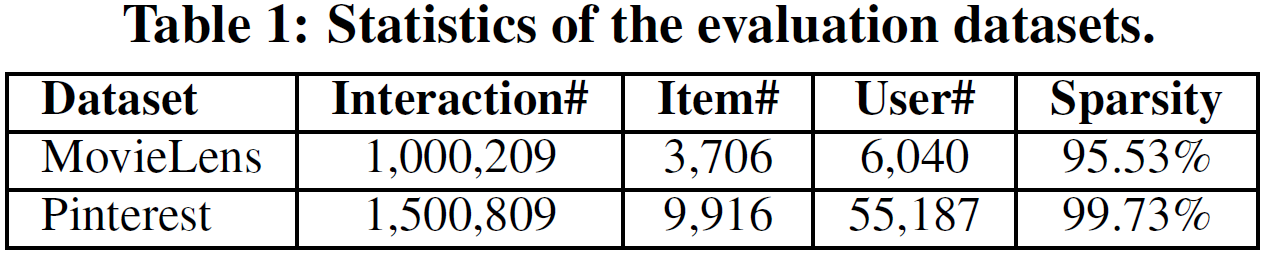 Table 1: Statistics of the evaluation datasets.
Dataset Interaction# Item# User# Sparsity
MovieLens 1,000,209 3,706 6,040 95.53%
Pinterest 1,500,809 9,916 55,187 99.73%